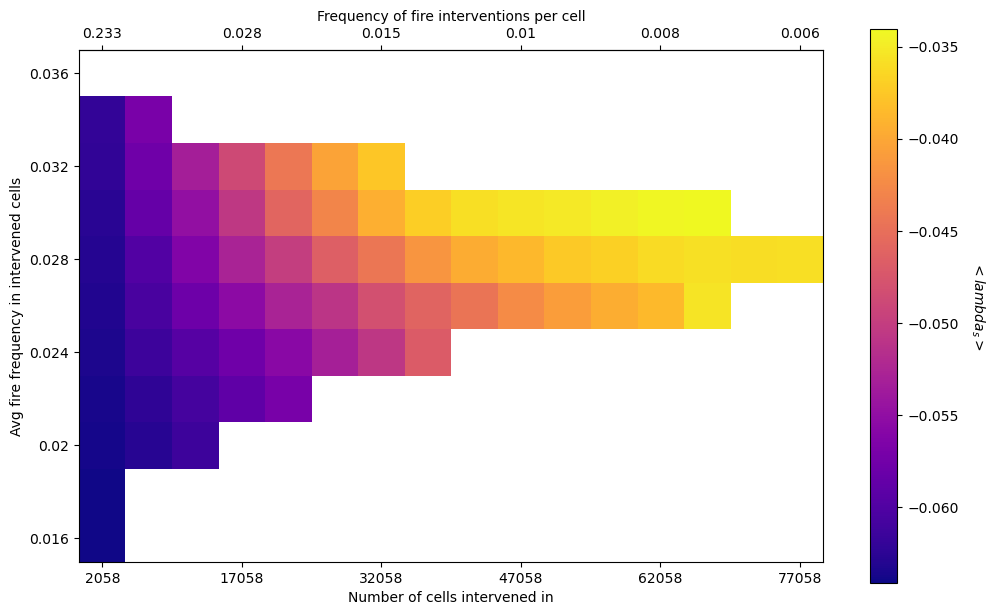 Frequency of fire interventions per cell
0.233 0.028 0.015 0.01 0.008 0.006
Avg fire frequency in intervened cells
0.036
0.032
0.028
0.024
0.02
0.016
2058 17058 32058 47058 62058 77058
Number of cells intervened in
−0.035
−0.040
−0.045
−0.050
−0.055
−0.060
<lambda_s>